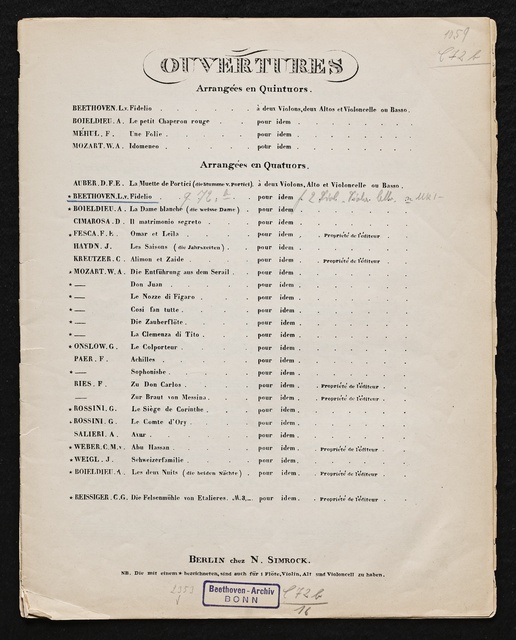 1859
C 72 b
OUVERTURES
Arrangées en Quintuors.
BEETHOVEN, L.v. Fidelio . . . à deux Violons, deux Altos et Violoncelle ou Basso.
BOIELDIEU, A. Le petit Chaperon rouge . . . pour idem . . .
MÉHUL, F. Une Folie . . . pour idem . . .
MOZART, W.A. Idomeneo . . . pour idem . . .
Arrangées en Quatuors.
AUBER, D.F.E. La Muette de Portici (die Stumme v. Portici). à deux Violons, Alto et Violoncelle ou Basso.
* BEETHOVEN, L.v. Fidelio . . . pour idem
* BOIELDIEU, A. La Dame blanche (die weisse Dame) . pour idem . . .
CIMAROSA, D. Il matrimonio segreto . . . pour idem . . .
* FESCA, F.E. Omar et Leila . . . pour idem . . Propriété de l'éditeur .
HAYDN, J. Les Saisons (die Jahreszeiten) . . pour idem . . .
KREUTZER, C. Alimon et Zaide . . . pour idem . . Propriété de l'éditeur .
* MOZART, W.A. Die Entführung aus dem Serail . . pour idem . . .
* — Don Juan . . . pour idem . . .
* — Le Nozze di Figaro . . . pour idem . . .
* — Cosi fan tutte . . . pour idem . . .
* — Die Zauberflöte . . . pour idem . . .
* — La Clemenza di Tito . . . pour idem . . .
* ONSLOW, G. Le Colporteur . . . pour idem . . .
PAER, F. Achilles . . . pour idem . . .
* — Sophonisbe . . . pour idem . . .
RIES, F. Zu Don Carlos . . . pour idem . . Propriété de l'éditeur .
— Zur Braut von Messina . . . pour idem . . Propriété de l'éditeur .
* ROSSINI, G. Le Siège de Corinthe . . . pour idem . . .
* ROSSINI, G. Le Comte d'Ory . . . pour idem . . .
SALIERI, A. Axur . . . pour idem . . .
* WEBER, C.M.v. Abu Hassan . . . pour idem . . Propriété de l'éditeur .
* WEIGL, J. Schweizerfamilie . . . pour idem . . .
* BOIELDIEU, A. Les deux Nuits (die beiden Nächte) . pour idem . . Propriété de l'éditeur .
* REISSIGER, C.G. Die Felsenmühle von Etalieres . pour idem . . Propriété de l'éditeur .
BERLIN chez N. SIMROCK.
NB. Die mit einem * bezeichneten, sind auch für 1 Flöte, Violin, Alt und Violoncell zu haben.
Beethoven-Archiv
BONN
C 72 b
16